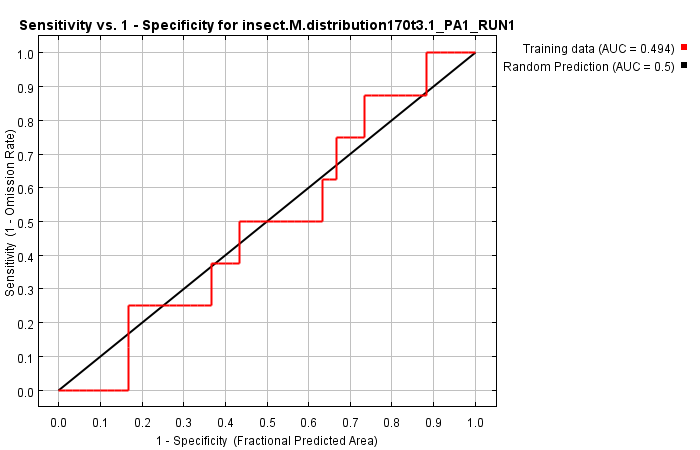 Sensitivity vs. 1 - Specificity for insect.M.distribution170t3.1_PA1_RUN1
Training data (AUC = 0.494)
Random Prediction (AUC = 0.5)
Sensitivity (1 - Omission Rate)
1.0
0.9
0.8
0.7
0.6
0.5
0.4
0.3
0.2
0.1
0.0
0.0 0.1 0.2 0.3 0.4 0.5 0.6 0.7 0.8 0.9 1.0
1 - Specificity (Fractional Predicted Area)